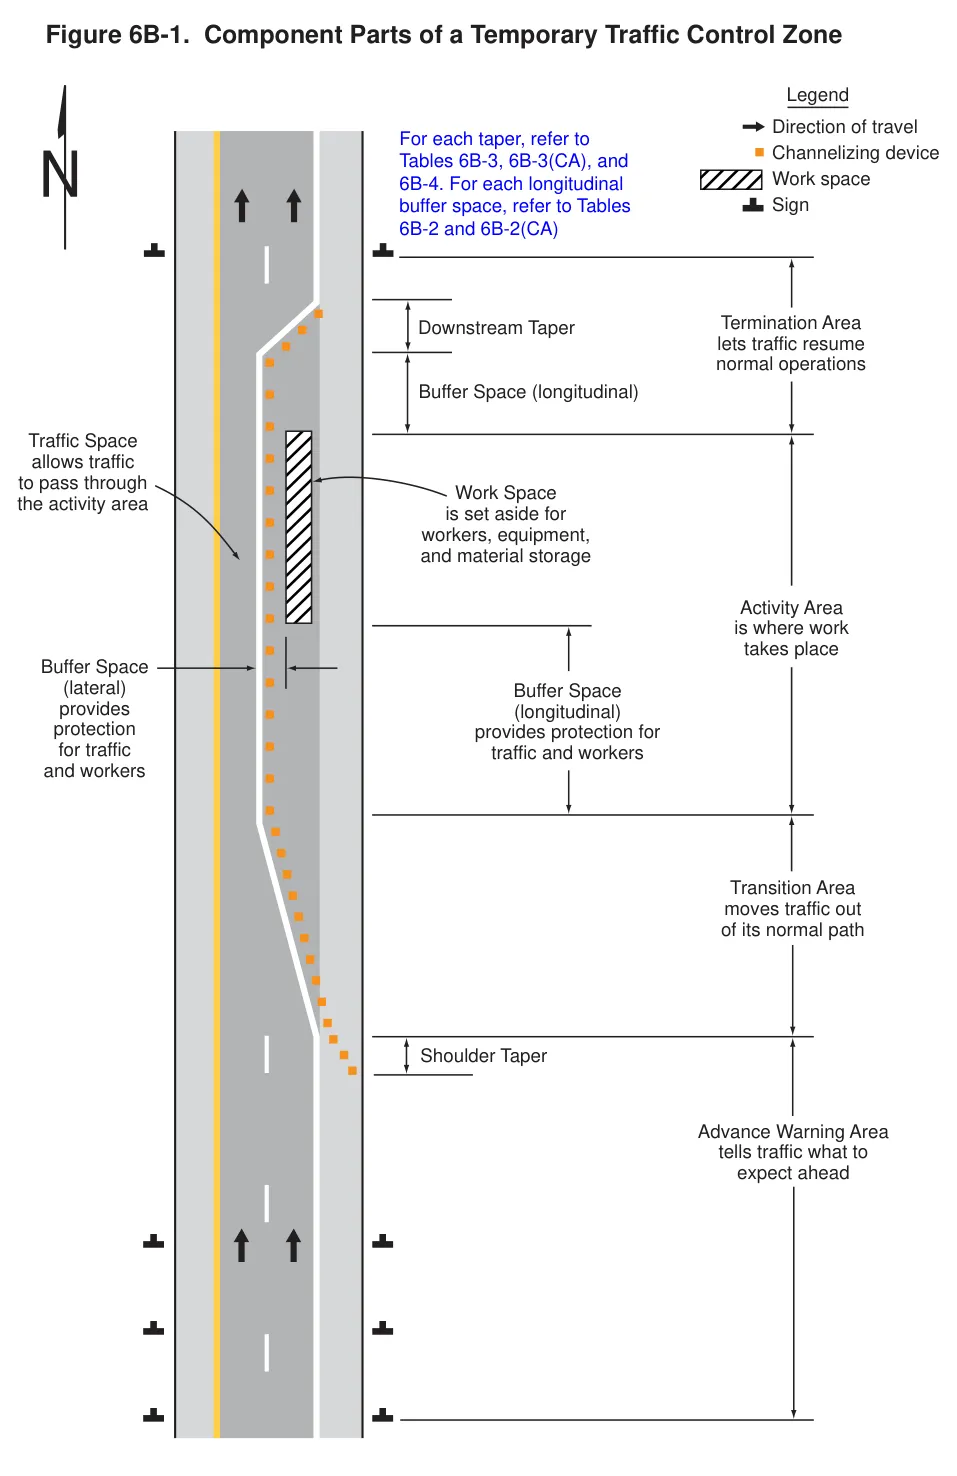 Figure 6B-1.  Component Parts of a Temporary Traffic Control Zone
Legend
Direction of travel
Channelizing device
Work space
Sign
N
For each taper, refer to
Tables 6B-3, 6B-3(CA), and
6B-4. For each longitudinal
buffer space, refer to Tables
6B-2 and 6B-2(CA)
Downstream Taper
Termination Area
lets traffic resume
normal operations
Buffer Space (longitudinal)
Traffic Space
allows traffic
to pass through
the activity area
Work Space
is set aside for
workers, equipment,
and material storage
Activity Area
is where work
takes place
Buffer Space
(lateral)
provides
protection
for traffic
and workers
Buffer Space
(longitudinal)
provides protection for
traffic and workers
Transition Area
moves traffic out
of its normal path
Shoulder Taper
Advance Warning Area
tells traffic what to
expect ahead